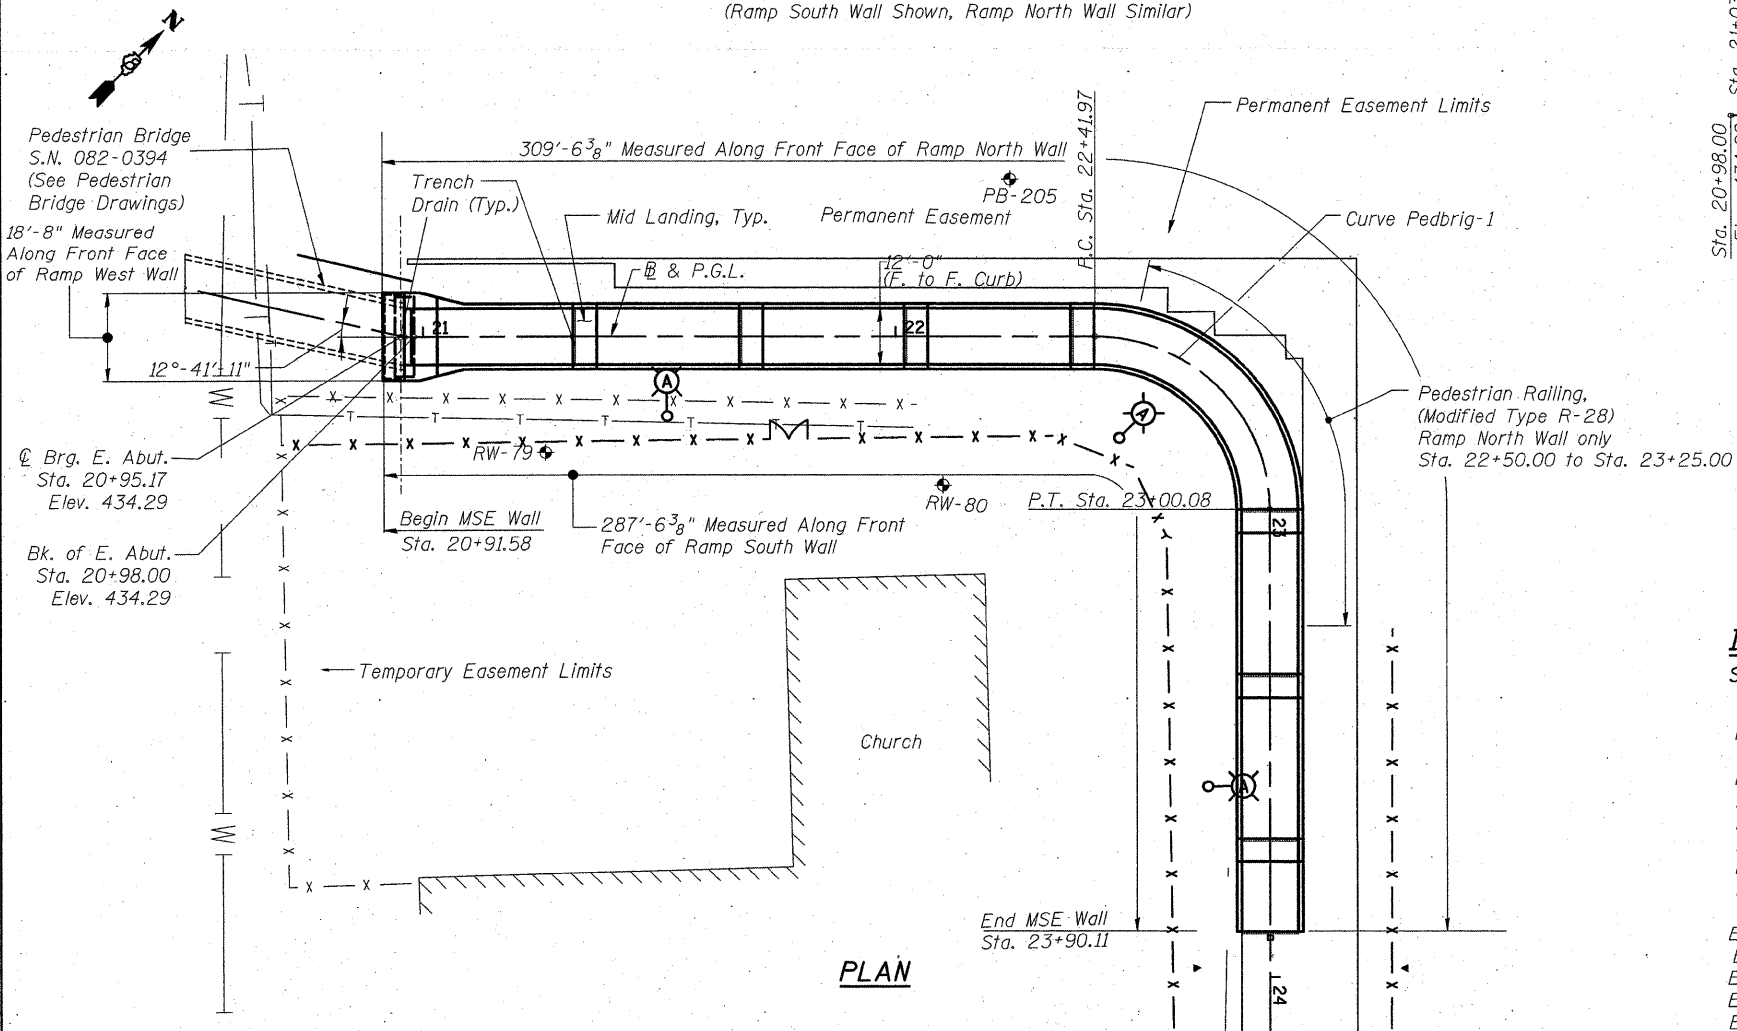 (Ramp South Wall Shown, Ramp North Wall Similar)
N
Pedestrian Bridge
S.N. 082-0394
(See Pedestrian
Bridge Drawings)
18'-8" Measured
Along Front Face
of Ramp West Wall
12°-41'-11"
309'-6 3/8" Measured Along Front Face of Ramp North Wall
Trench
Drain (Typ.)
Mid Landing, Typ.
PB-205
Permanent Easement
P.C. Sta. 22+41.97
Permanent Easement Limits
Curve Pedbrig-1
& P.G.L.
12'-0"
(F. to F. Curb)
21
22
A
A
Pedestrian Railing,
(Modified Type R-28)
Ramp North Wall only
Sta. 22+50.00 to Sta. 23+25.00
Sta. 20+98.00
℄ Brg. E. Abut.
Sta. 20+95.17
Elev. 434.29
Bk. of E. Abut.
Sta. 20+98.00
Elev. 434.29
RW-79
RW-80
Begin MSE Wall
Sta. 20+91.58
287'-6 3/8" Measured Along Front
Face of Ramp South Wall
P.T. Sta. 23+00.08
23
Temporary Easement Limits
Church
A
End MSE Wall
Sta. 23+90.11
24
PLAN